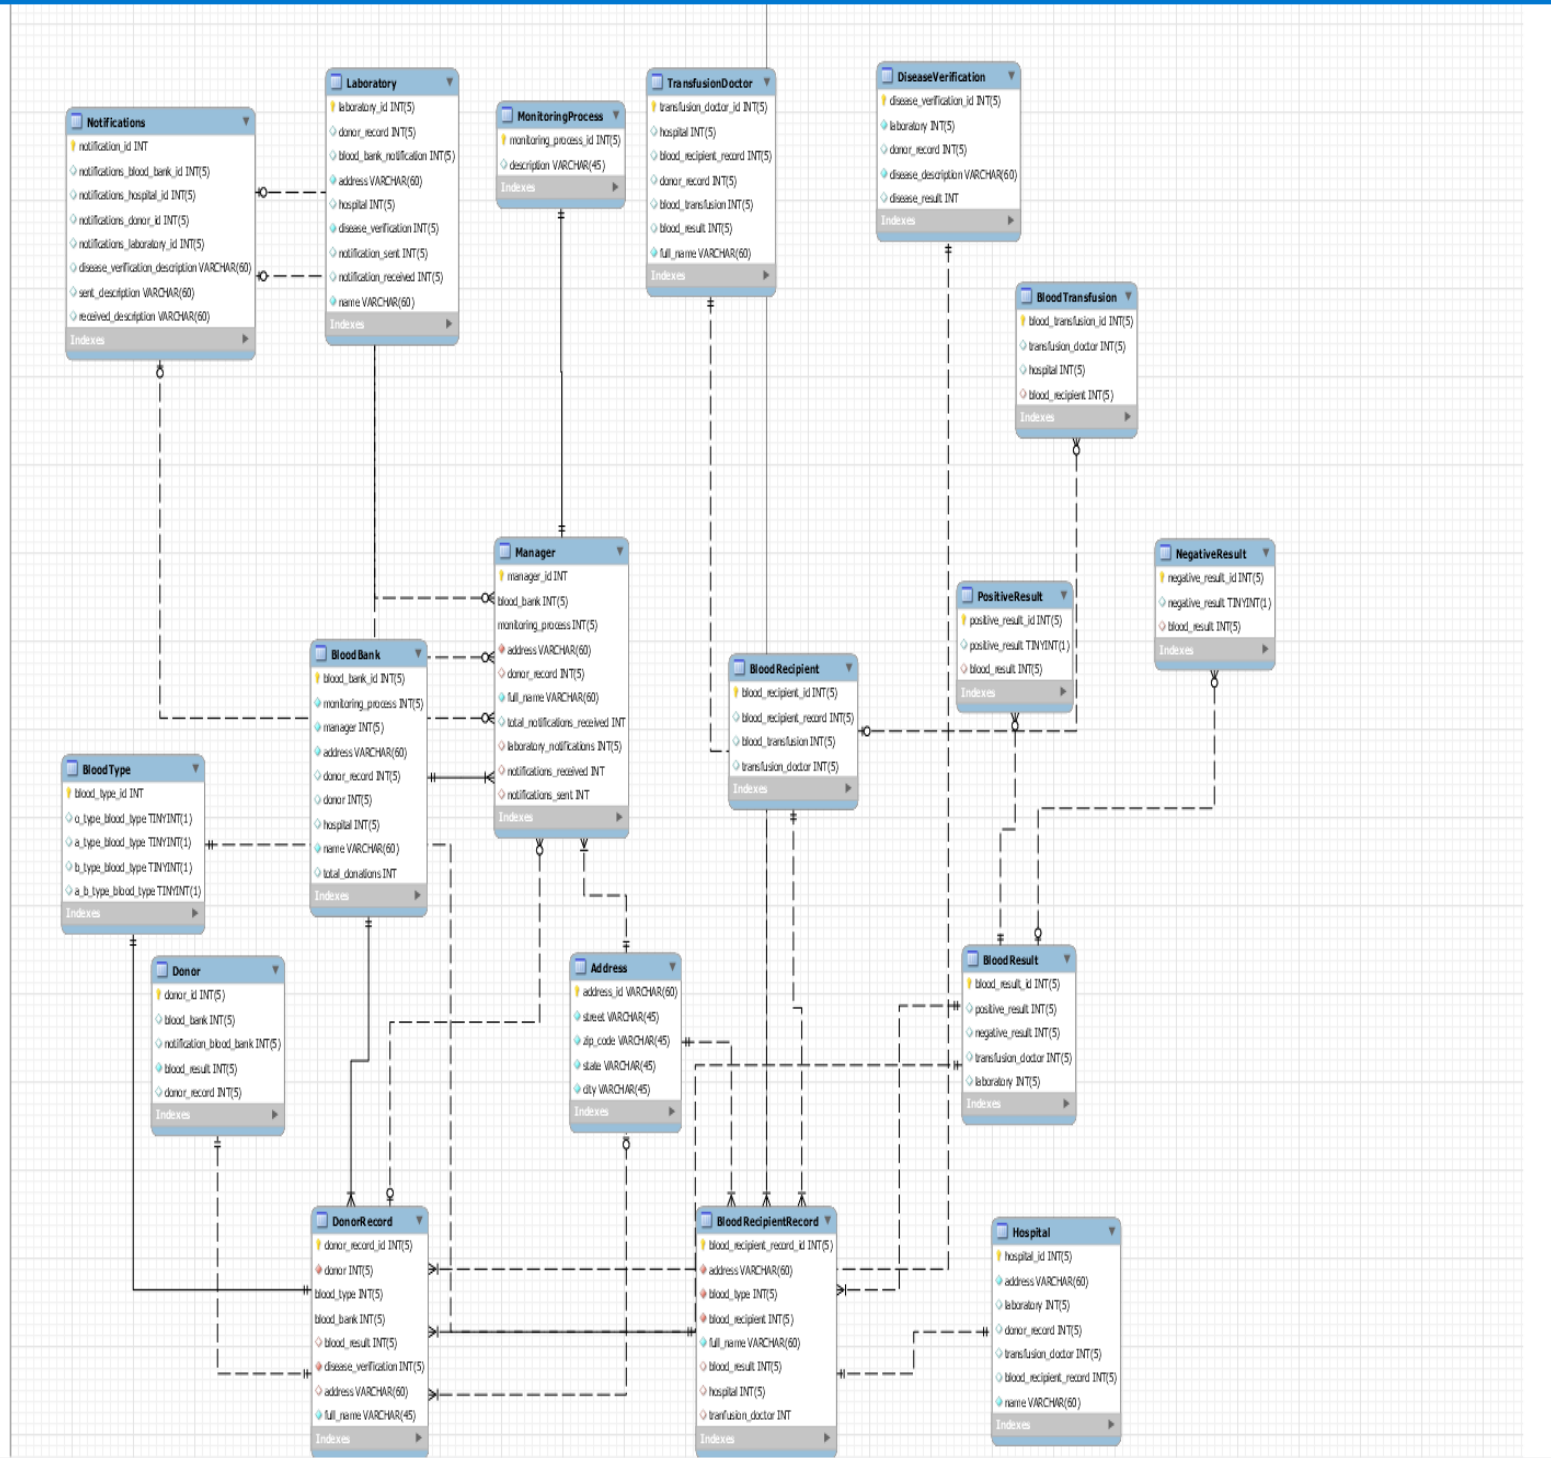 Notifications
notification_id INT
notifications_blood_bank_id INT(5)
notifications_hospital_id INT(5)
notifications_donor_id INT(5)
notifications_laboratory_id INT(5)
disease_verification_description VARCHAR(60)
sent_description VARCHAR(60)
received_description VARCHAR(60)
Indexes
Laboratory
laboratory_id INT(5)
donor_record INT(5)
blood_bank_notification INT(5)
address VARCHAR(60)
hospital INT(5)
disease_verification INT(5)
notification_sent INT(5)
notification_received INT(5)
name VARCHAR(60)
Indexes
MonitoringProcess
monitoring_process_id INT(5)
description VARCHAR(45)
Indexes
TransfusionDoctor
transfusion_doctor_id INT(5)
hospital INT(5)
blood_recipient_record INT(5)
donor_record INT(5)
blood_transfusion INT(5)
blood_result INT(5)
full_name VARCHAR(60)
Indexes
DiseaseVerification
disease_verification_id INT(5)
laboratory INT(5)
donor_record INT(5)
disease_description VARCHAR(60)
disease_result INT
Indexes
BloodTransfusion
blood_transfusion_id INT(5)
transfusion_doctor INT(5)
hospital INT(5)
blood_recipient INT(5)
Indexes
Manager
manager_id INT
blood_bank INT(5)
monitoring_process INT(5)
address VARCHAR(60)
donor_record INT(5)
full_name VARCHAR(60)
total_notifications_received INT
laboratory_notifications INT(5)
notifications_received INT
notifications_sent INT
Indexes
NegativeResult
negative_result_id INT(5)
negative_result TINYINT(1)
blood_result INT(5)
Indexes
PositiveResult
positive_result_id INT(5)
positive_result TINYINT(1)
blood_result INT(5)
Indexes
BloodBank
blood_bank_id INT(5)
monitoring_process INT(5)
manager INT(5)
address VARCHAR(60)
donor_record INT(5)
donor INT(5)
hospital INT(5)
name VARCHAR(60)
total_donations INT
Indexes
BloodRecipient
blood_recipient_id INT(5)
blood_recipient_record INT(5)
blood_transfusion INT(5)
transfusion_doctor INT(5)
Indexes
BloodType
blood_type_id INT
o_type_blood_type TINYINT(1)
a_type_blood_type TINYINT(1)
b_type_blood_type TINYINT(1)
a_b_type_blood_type TINYINT(1)
Indexes
Donor
donor_id INT(5)
blood_bank INT(5)
notification_blood_bank INT(5)
blood_result INT(5)
donor_record INT(5)
Indexes
Address
address_id VARCHAR(60)
street VARCHAR(45)
zip_code VARCHAR(45)
state VARCHAR(45)
city VARCHAR(45)
Indexes
BloodResult
blood_result_id INT(5)
positive_result INT(5)
negative_result INT(5)
transfusion_doctor INT(5)
laboratory INT(5)
Indexes
DonorRecord
donor_record_id INT(5)
donor INT(5)
blood_type INT(5)
blood_bank INT(5)
blood_result INT(5)
disease_verification INT(5)
address VARCHAR(60)
full_name VARCHAR(45)
Indexes
BloodRecipientRecord
blood_recipient_record_id INT(5)
address VARCHAR(60)
blood_type INT(5)
blood_recipient INT(5)
full_name VARCHAR(60)
blood_result INT(5)
hospital INT(5)
tranfusion_doctor INT
Indexes
Hospital
hospital_id INT(5)
address VARCHAR(60)
laboratory INT(5)
donor_record INT(5)
transfusion_doctor INT(5)
blood_recipient_record INT(5)
name VARCHAR(60)
Indexes